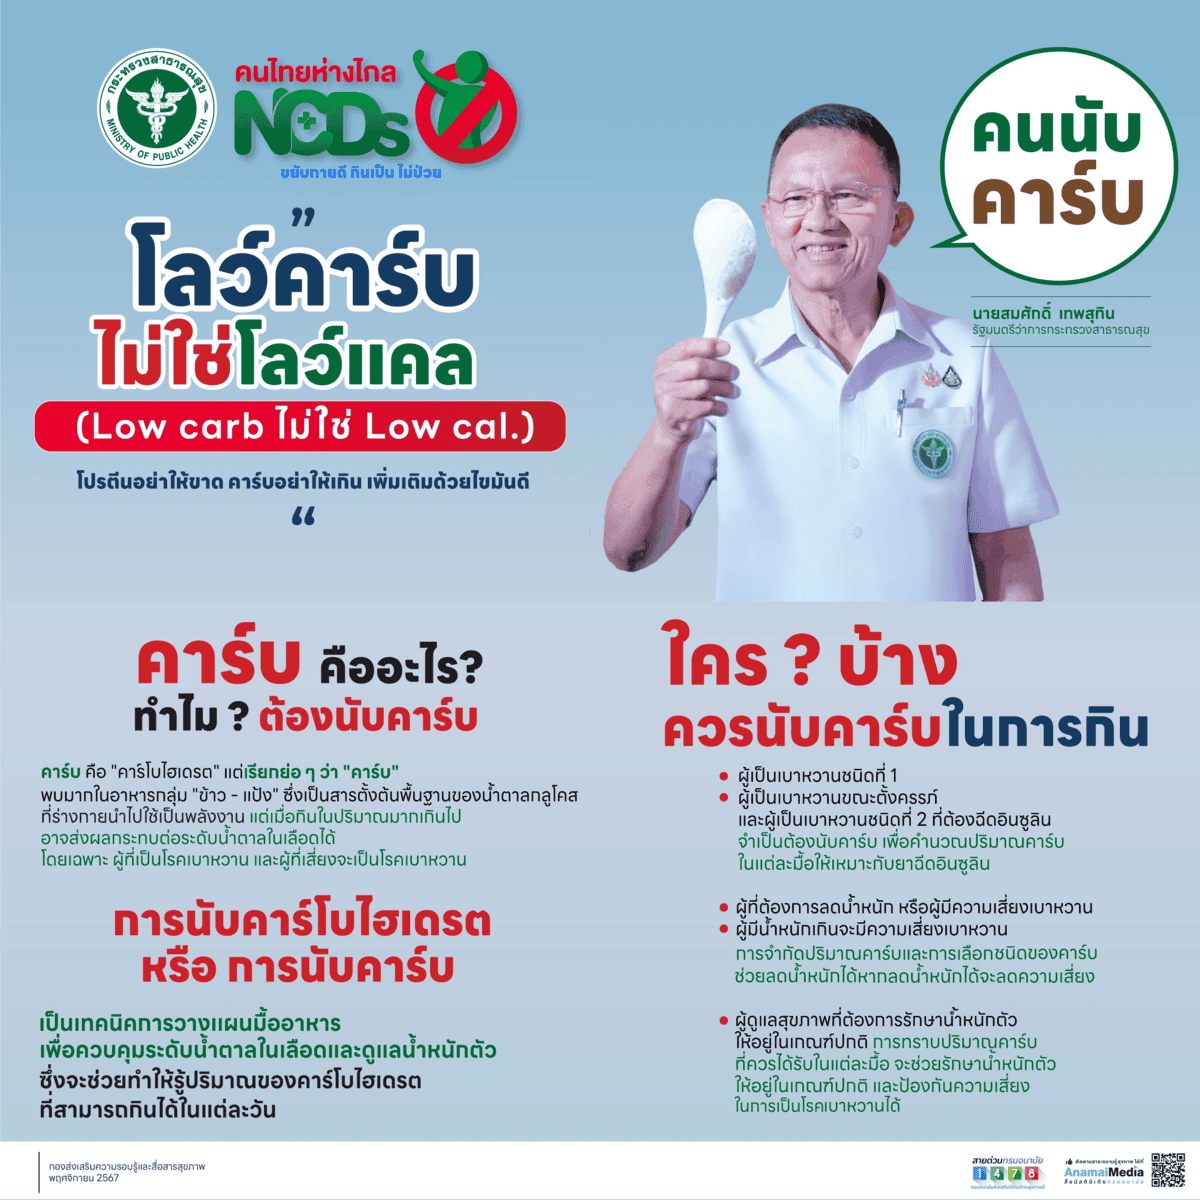 กระทรวงสาธารณสุข
MINISTRY OF PUBLIC HEALTH
คนไทยห่างไกล
NCDs
ขยับกายดี กินเป็น ไม่ป่วย
คนนับ
คาร์บ
นายสมศักดิ์ เทพสุทิน
รัฐมนตรีว่าการกระทรวงสาธารณสุข
"
โลว์คาร์บ
ไม่ใช่โลว์แคล
(Low carb ไม่ใช่ Low cal.)
โปรตีนอย่าให้ขาด คาร์บอย่าให้เกิน เพิ่มเติมด้วยไขมันดี
"
คาร์บ คืออะไร?
ทำไม ? ต้องนับคาร์บ
คาร์บ คือ "คาร์โบไฮเดรต" แต่เรียกย่อ ๆ ว่า "คาร์บ"
พบมากในอาหารกลุ่ม "ข้าว - แป้ง" ซึ่งเป็นสารตั้งต้นพื้นฐานของน้ำตาลกลูโคส
ที่ร่างกายนำไปใช้เป็นพลังงาน แต่เมื่อกินในปริมาณมากเกินไป
อาจส่งผลกระทบต่อระดับน้ำตาลในเลือดได้
โดยเฉพาะ ผู้ที่เป็นโรคเบาหวาน และผู้ที่เสี่ยงจะเป็นโรคเบาหวาน
การนับคาร์โบไฮเดรต
หรือ การนับคาร์บ
เป็นเทคนิคการวางแผนมื้ออาหาร
เพื่อควบคุมระดับน้ำตาลในเลือดและดูแลน้ำหนักตัว
ซึ่งจะช่วยทำให้รู้ปริมาณของคาร์โบไฮเดรต
ที่สามารถกินได้ในแต่ละวัน
ใคร ? บ้าง
ควรนับคาร์บในการกิน
● ผู้เป็นเบาหวานชนิดที่ 1
● ผู้เป็นเบาหวานขณะตั้งครรภ์
และผู้เป็นเบาหวานชนิดที่ 2 ที่ต้องฉีดอินซูลิน
จำเป็นต้องนับคาร์บ เพื่อคำนวณปริมาณคาร์บ
ในแต่ละมื้อให้เหมาะกับยาฉีดอินซูลิน
● ผู้ที่ต้องการลดน้ำหนัก หรือผู้มีความเสี่ยงเบาหวาน
● ผู้มีน้ำหนักเกินจะมีความเสี่ยงเบาหวาน
การจำกัดปริมาณคาร์บและการเลือกชนิดของคาร์บ
ช่วยลดน้ำหนักได้หากลดน้ำหนักได้จะลดความเสี่ยง
● ผู้ดูแลสุขภาพที่ต้องการรักษาน้ำหนักตัว
ให้อยู่ในเกณฑ์ปกติ การทราบปริมาณคาร์บ
ที่ควรได้รับในแต่ละมื้อ จะช่วยรักษาน้ำหนักตัว
ให้อยู่ในเกณฑ์ปกติ และป้องกันความเสี่ยง
ในการเป็นโรคเบาหวานได้
กองส่งเสริมความรอบรู้และสื่อสารสุขภาพ
พฤศจิกายน 2567
สายด่วนกรมอนามัย
1478
AnamaiMedia
สื่อมัลติมีเดียกรมอนามัย